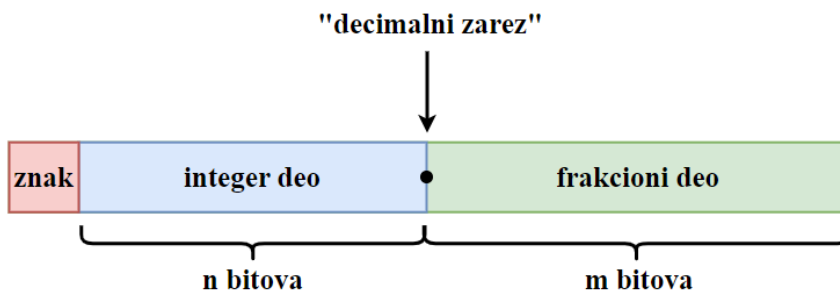 "decimalni zarez"
znak
integer deo
frakcioni deo
n bitova
m bitova